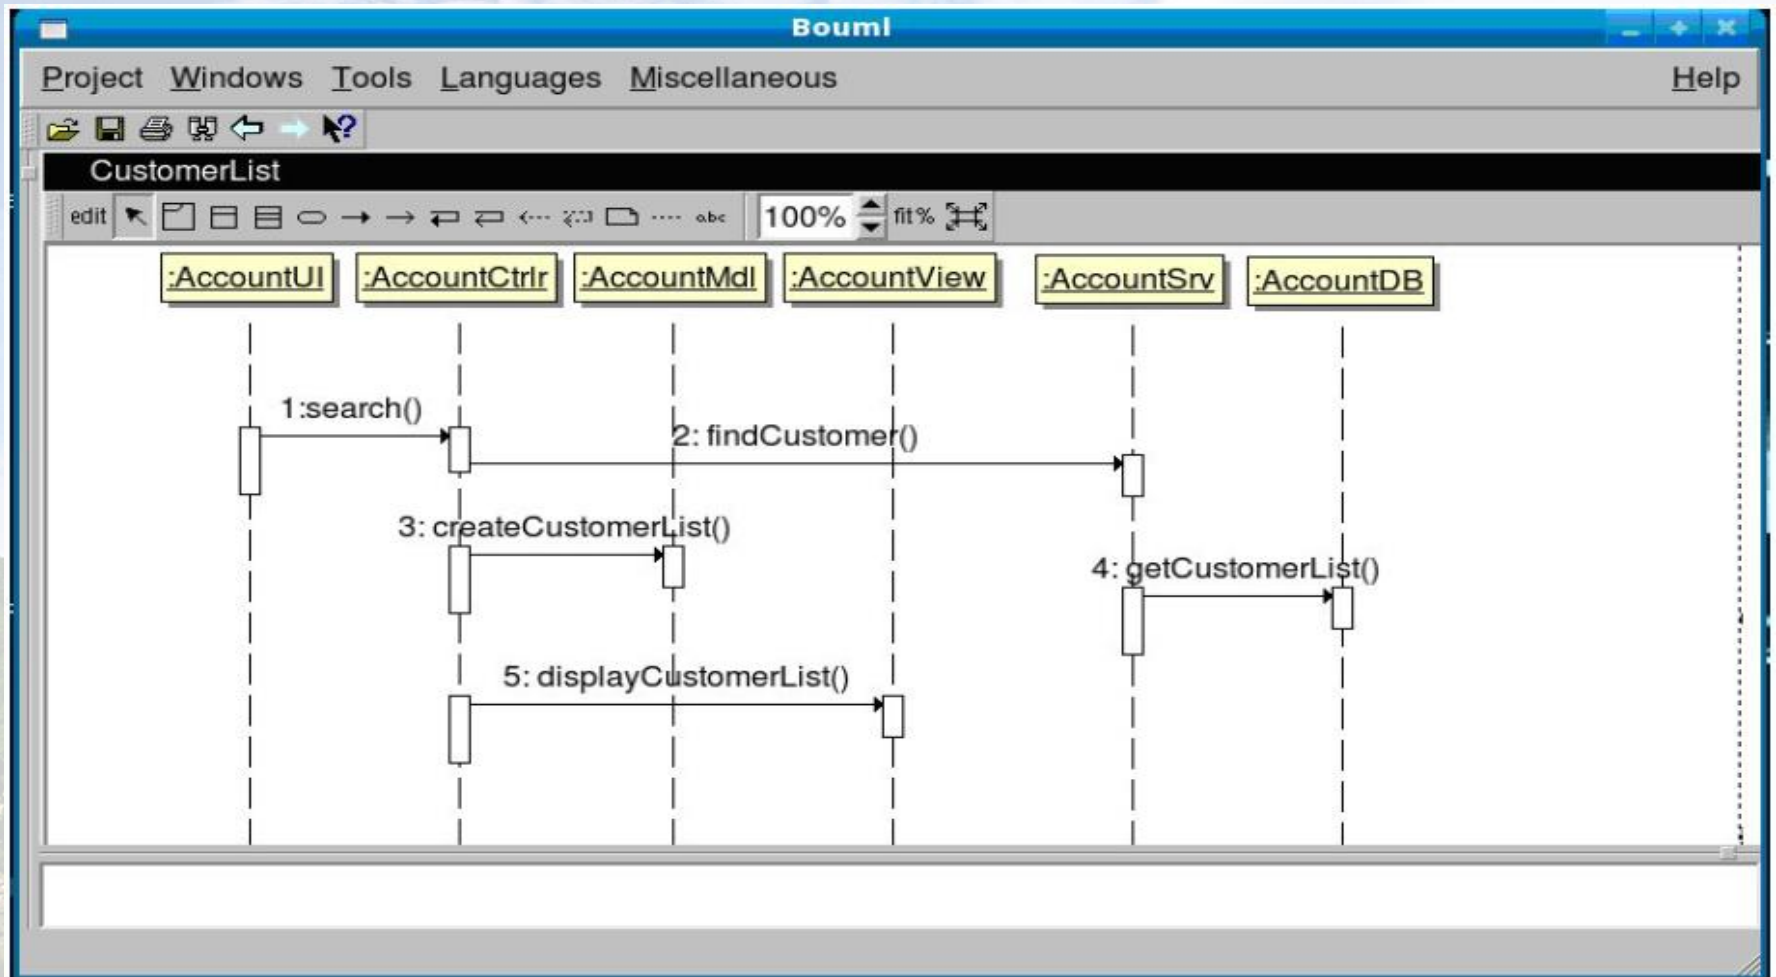 Bouml
Project Windows Tools Languages Miscellaneous Help
CustomerList
edit abc 100% fit%
:AccountUI :AccountCtrlr :AccountMdl :AccountView :AccountSrv :AccountDB
1:search()
2: findCustomer()
3: createCustomerList()
4: getCustomerList()
5: displayCustomerList()